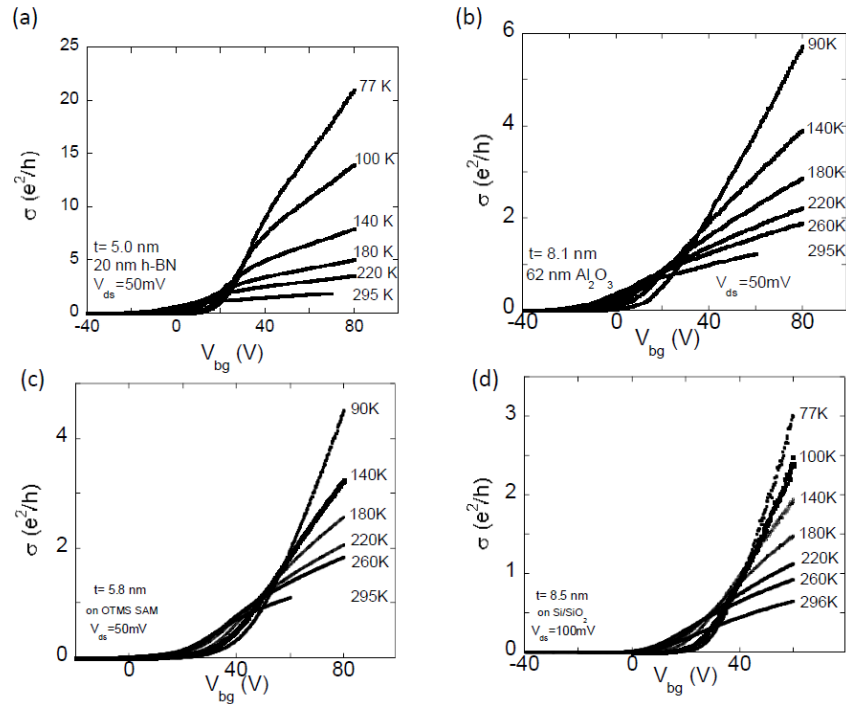 (a)
25
20
15
10
5
0
σ (e²/h)
77 K
100 K
140 K
180 K
220 K
295 K
t= 5.0 nm
20 nm h-BN
V_ds=50mV
-40 0 40 80
V_bg (V)
(b)
6
4
2
0
σ (e²/h)
90K
140K
180K
220K
260K
295K
t= 8.1 nm
62 nm Al₂O₃
V_ds=50mV
-40 0 40 80
V_bg (V)
(c)
4
2
0
σ (e²/h)
90K
140K
180K
220K
260K
295K
t= 5.8 nm
on OTMS SAM
V_ds=50mV
0 40 80
V_bg (V)
(d)
3
2
1
0
σ (e²/h)
77K
100K
140K
180K
220K
260K
296K
t= 8.5 nm
on Si/SiO₂
V_ds=100mV
-40 0 40
V_bg (V)